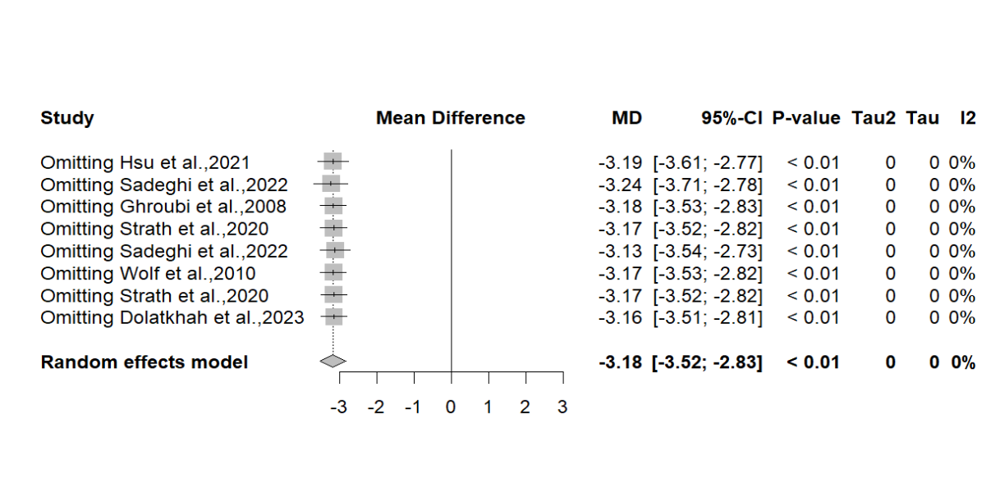 Study Mean Difference MD 95%-CI P-value Tau2 Tau I2
Omitting Hsu et al.,2021 -3.19 [-3.61; -2.77] < 0.01 0 0 0%
Omitting Sadeghi et al.,2022 -3.24 [-3.71; -2.78] < 0.01 0 0 0%
Omitting Ghroubi et al.,2008 -3.18 [-3.53; -2.83] < 0.01 0 0 0%
Omitting Strath et al.,2020 -3.17 [-3.52; -2.82] < 0.01 0 0 0%
Omitting Sadeghi et al.,2022 -3.13 [-3.54; -2.73] < 0.01 0 0 0%
Omitting Wolf et al.,2010 -3.17 [-3.53; -2.82] < 0.01 0 0 0%
Omitting Strath et al.,2020 -3.17 [-3.52; -2.82] < 0.01 0 0 0%
Omitting Dolatkhah et al.,2023 -3.16 [-3.51; -2.81] < 0.01 0 0 0%
Random effects model -3.18 [-3.52; -2.83] < 0.01 0 0 0%
-3 -2 -1 0 1 2 3